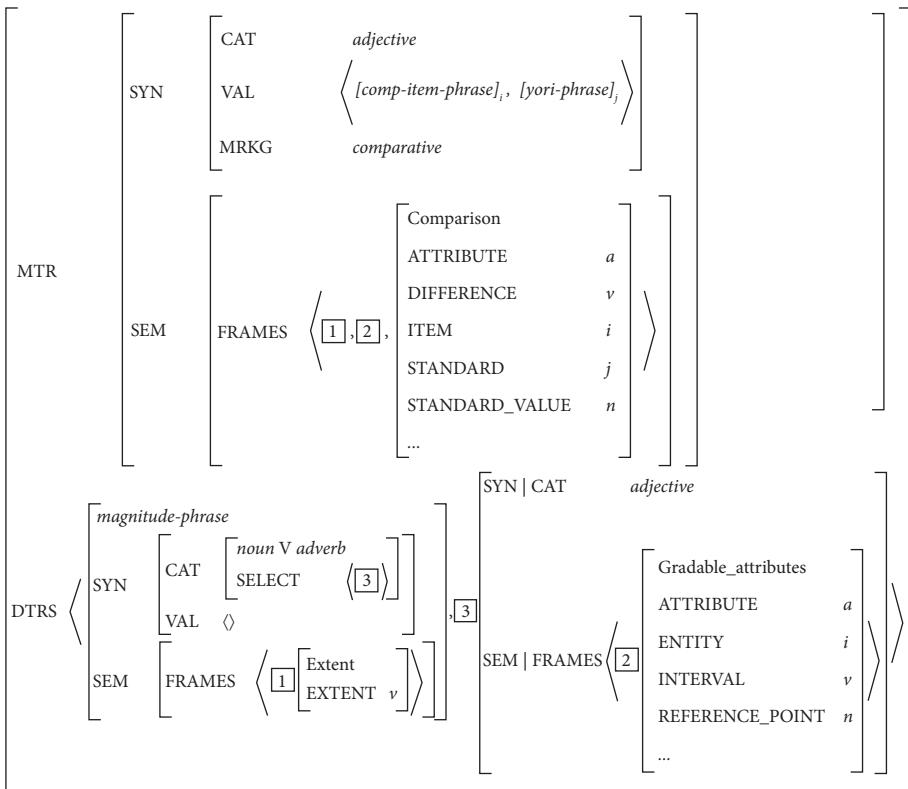 MTR
SYN
CAT adjective
VAL ⟨[comp-item-phrase]i, [yori-phrase]j⟩
MRKG comparative
SEM
FRAMES ⟨ 1 , 2 ,
Comparison
ATTRIBUTE a
DIFFERENCE v
ITEM i
STANDARD j
STANDARD_VALUE n
... ⟩
DTRS ⟨
magnitude-phrase
SYN
CAT
noun V adverb
SELECT ⟨ 3 ⟩
VAL ⟨⟩
SEM
FRAMES ⟨ 1
Extent
EXTENT v ⟩
, 3
SYN | CAT adjective
SEM | FRAMES ⟨ 2
Gradable_attributes
ATTRIBUTE a
ENTITY i
INTERVAL v
REFERENCE_POINT n
... ⟩ ⟩